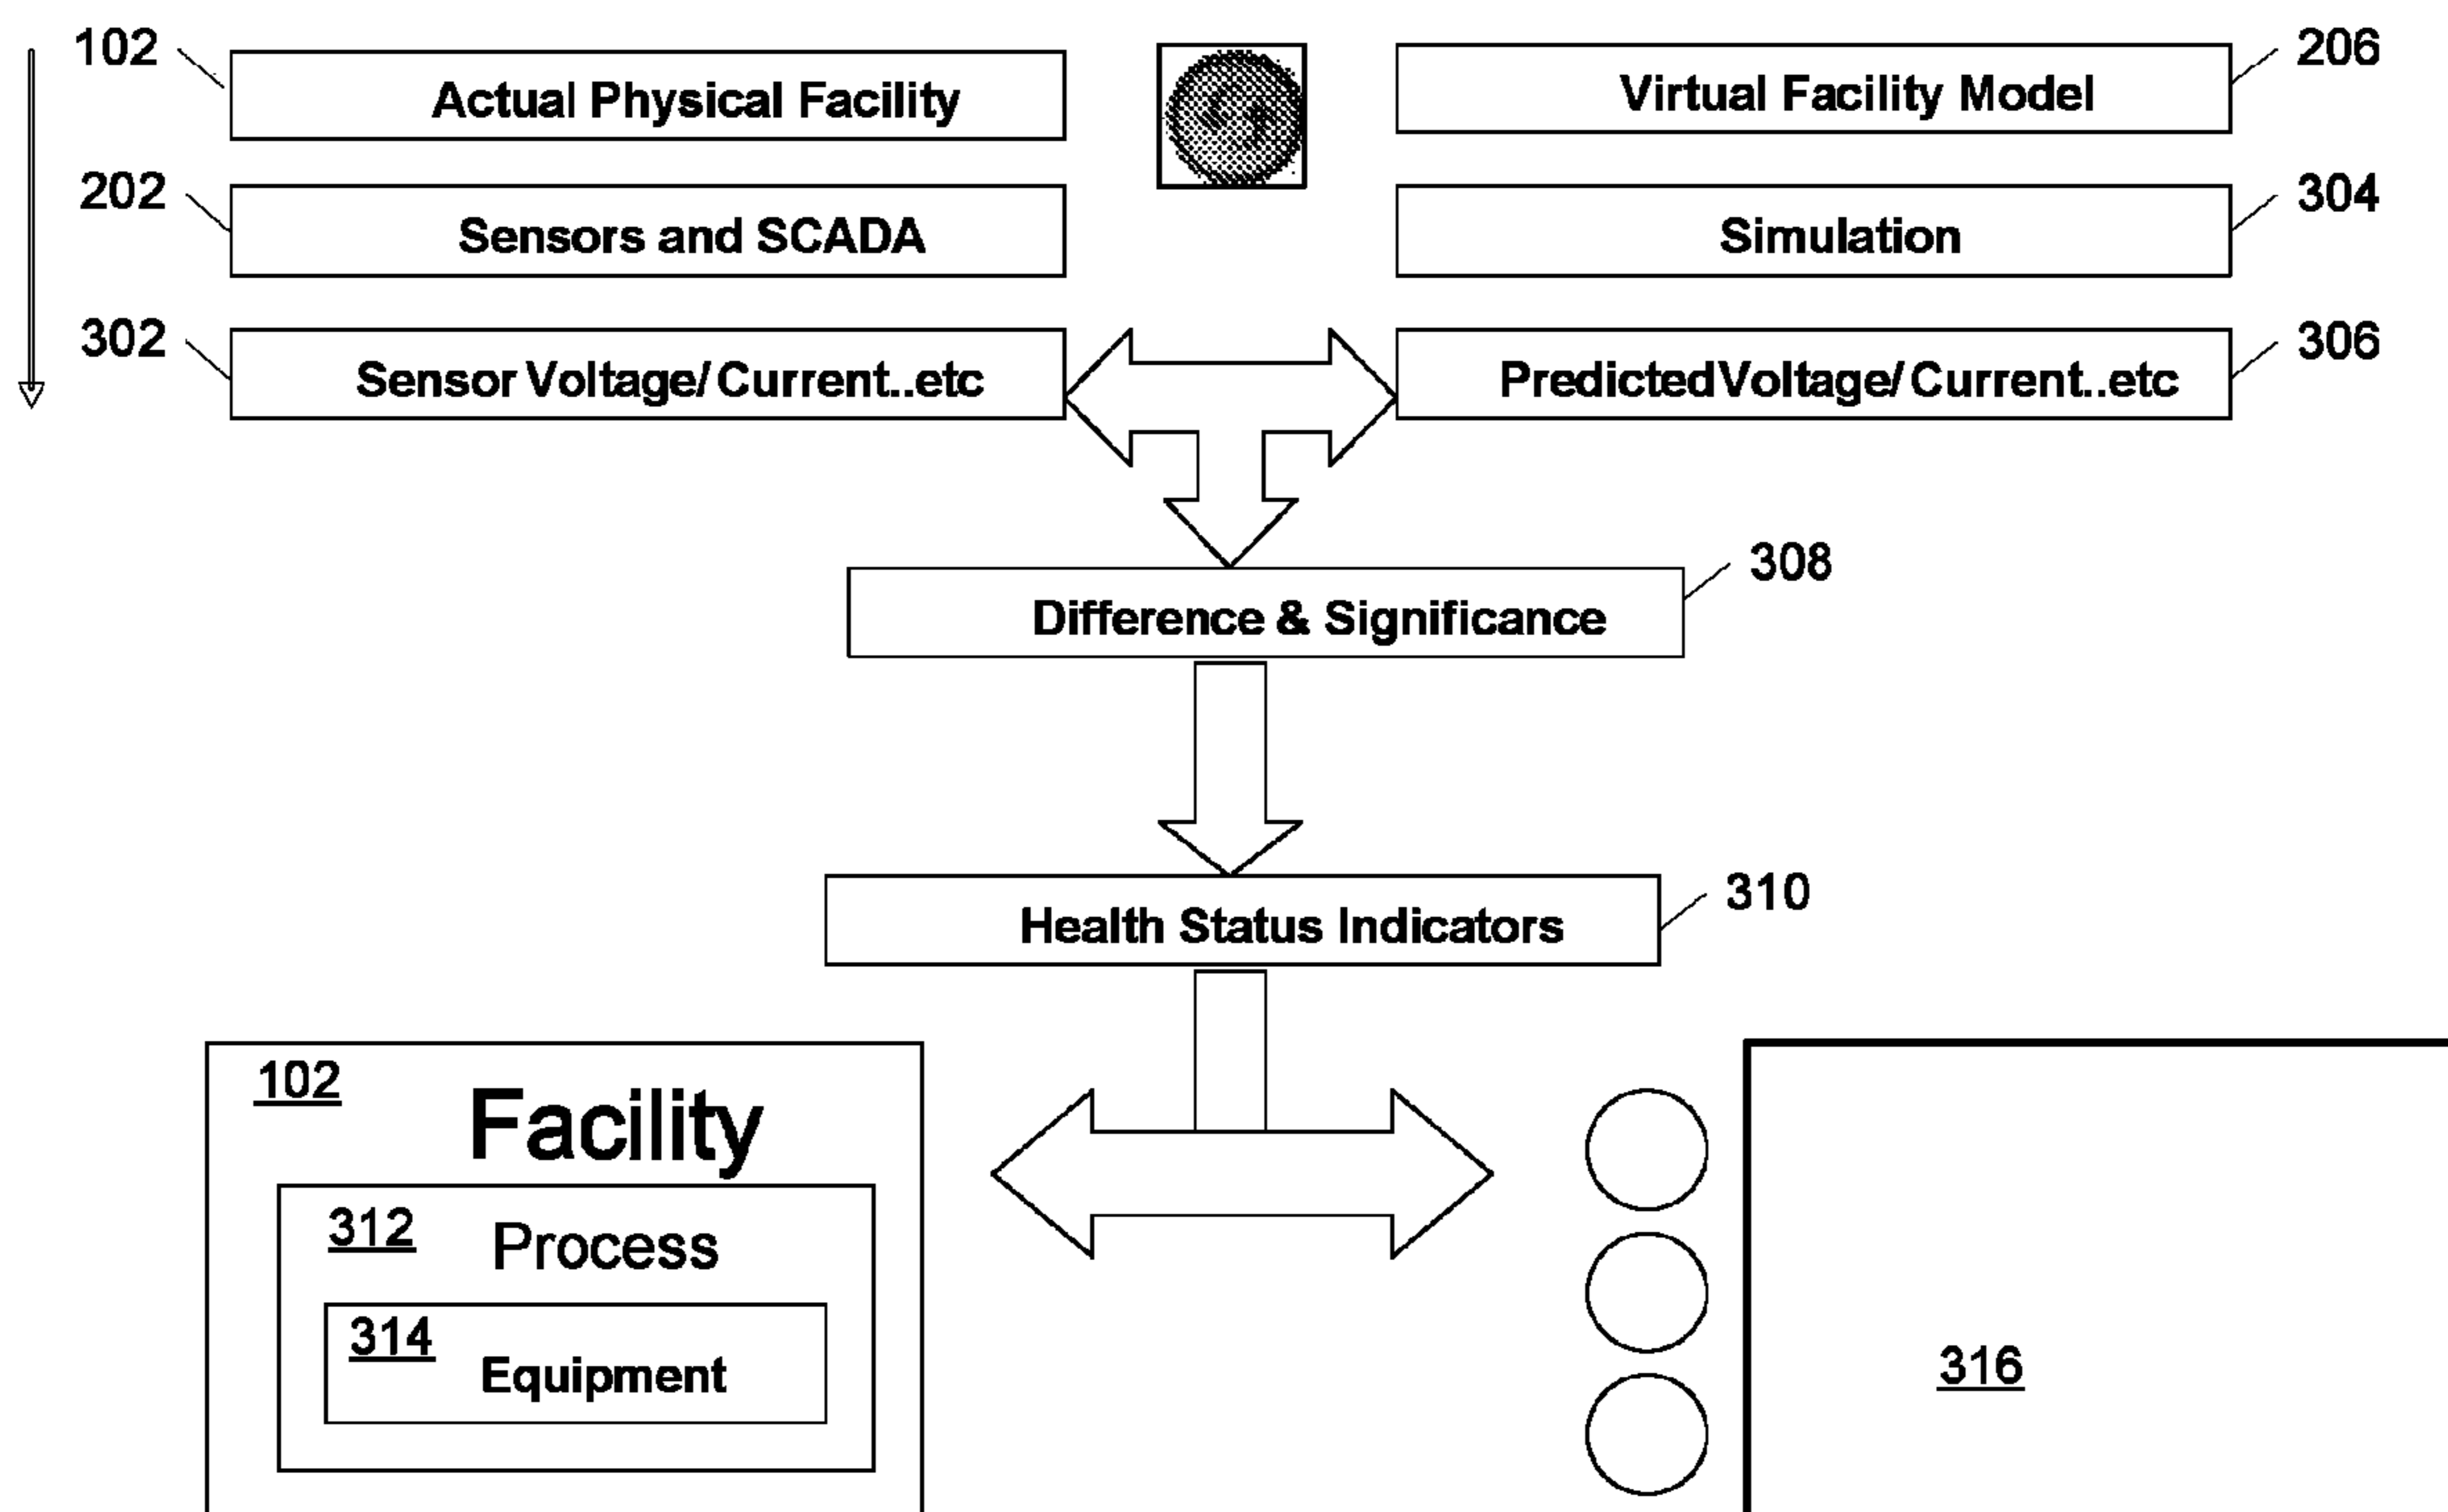 102 Actual Physical Facility
Virtual Facility Model 206
202 Sensors and SCADA
Simulation 304
302 Sensor Voltage/ Current..etc
Predicted Voltage/ Current..etc 306
308
Difference & Significance
310
Health Status Indicators
102
Facility
312
Process
314
Equipment
316